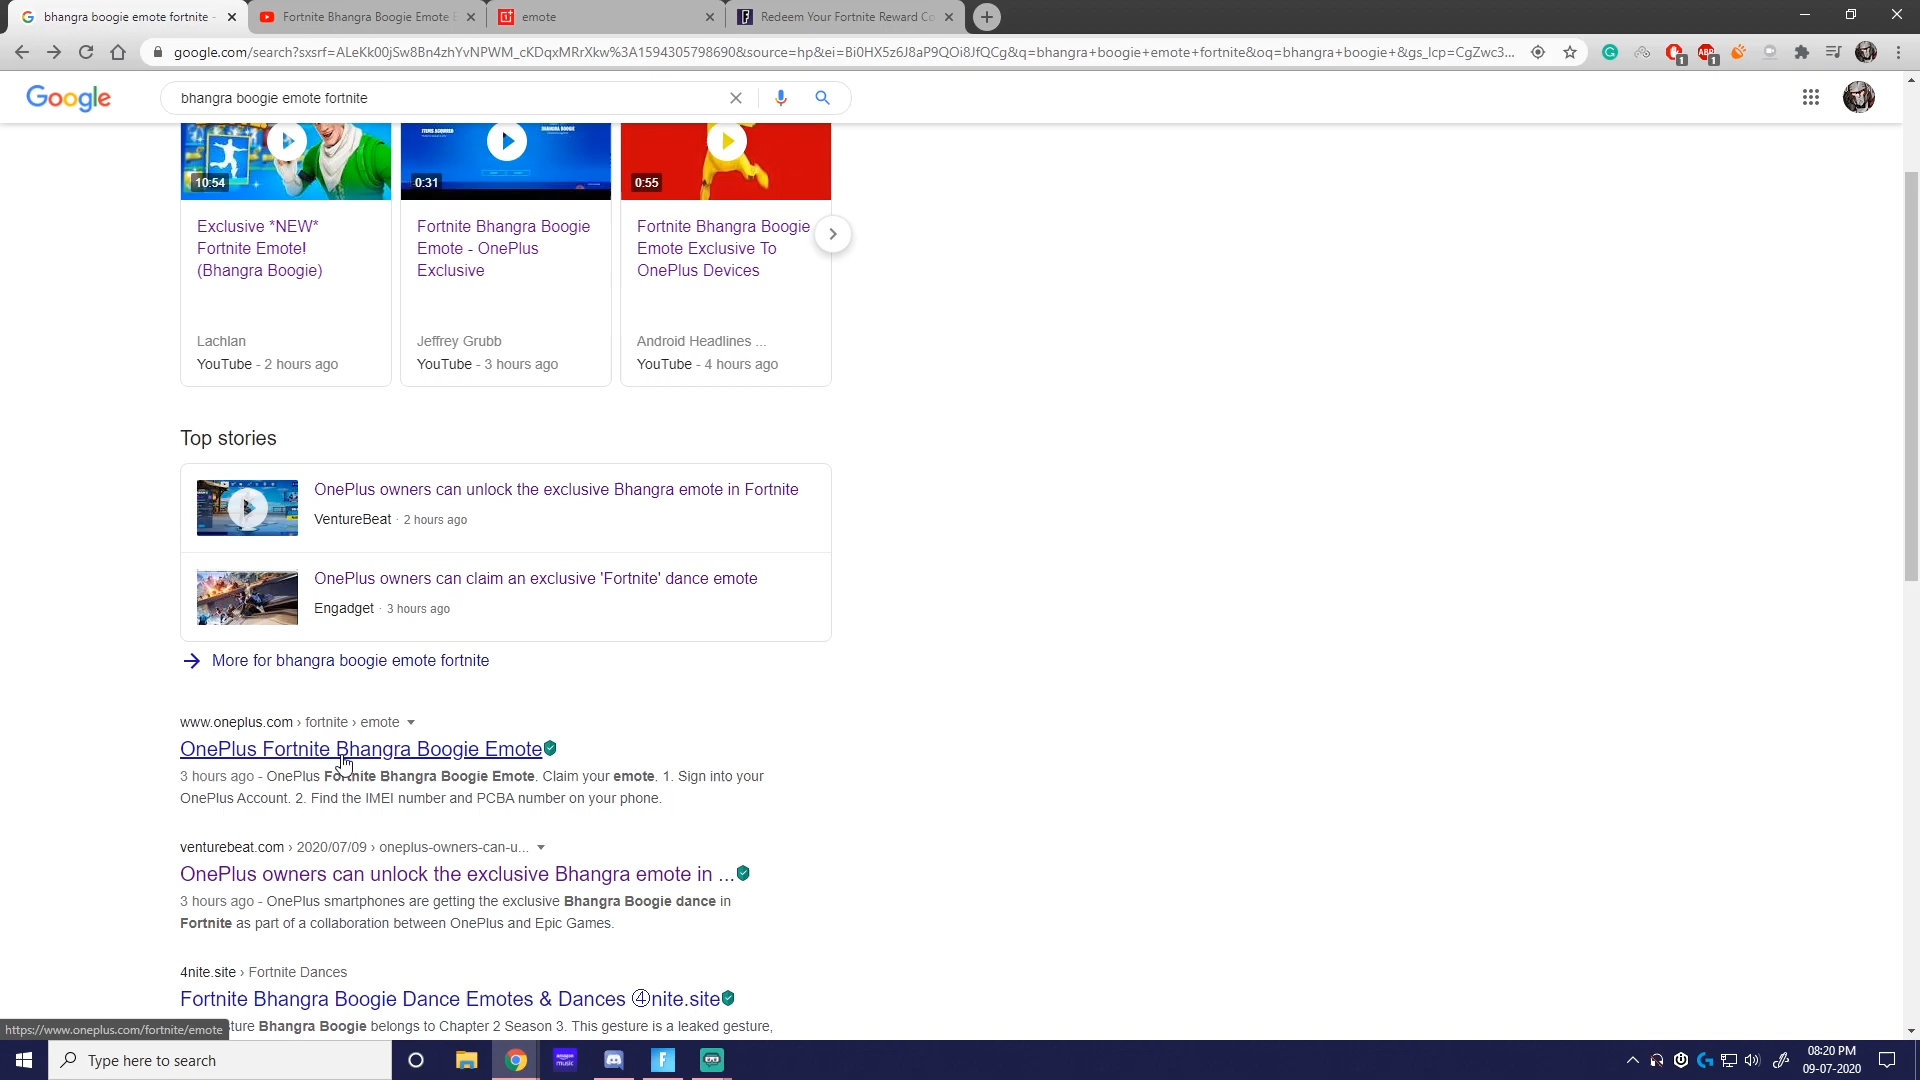 bhangra boogie emote fortnite -
Fortnite Bhangra Boogie Emote E
emote
Redeem Your Fortnite Reward Co
google.com/search?sxsrf=ALeKk00jSw8Bn4zhYvNPWM_cKDqxMRrXkw%3A1594305798690&source=hp&ei=Bi0HX5z6J8aP9QOi8JfQCg&q=bhangra+boogie+emote+fortnite&oq=bhangra+boogie+&gs_lcp=CgZwc3...
Google
bhangra boogie emote fortnite
10:54
0:31
0:55
Exclusive *NEW*
Fortnite Emote!
(Bhangra Boogie)
Lachlan
YouTube - 2 hours ago
Fortnite Bhangra Boogie
Emote - OnePlus
Exclusive
Jeffrey Grubb
YouTube - 3 hours ago
Fortnite Bhangra Boogie
Emote Exclusive To
OnePlus Devices
Android Headlines ...
YouTube - 4 hours ago
Top stories
OnePlus owners can unlock the exclusive Bhangra emote in Fortnite
VentureBeat · 2 hours ago
OnePlus owners can claim an exclusive 'Fortnite' dance emote
Engadget · 3 hours ago
More for bhangra boogie emote fortnite
www.oneplus.com › fortnite › emote
OnePlus Fortnite Bhangra Boogie Emote
3 hours ago - OnePlus Fortnite Bhangra Boogie Emote. Claim your emote. 1. Sign into your
OnePlus Account. 2. Find the IMEI number and PCBA number on your phone.
venturebeat.com › 2020/07/09 › oneplus-owners-can-u...
OnePlus owners can unlock the exclusive Bhangra emote in ...
3 hours ago - OnePlus smartphones are getting the exclusive Bhangra Boogie dance in
Fortnite as part of a collaboration between OnePlus and Epic Games.
4nite.site › Fortnite Dances
Fortnite Bhangra Boogie Dance Emotes & Dances ④nite.site
ture Bhangra Boogie belongs to Chapter 2 Season 3. This gesture is a leaked gesture,
https://www.oneplus.com/fortnite/emote
Type here to search
08:20 PM
09-07-2020